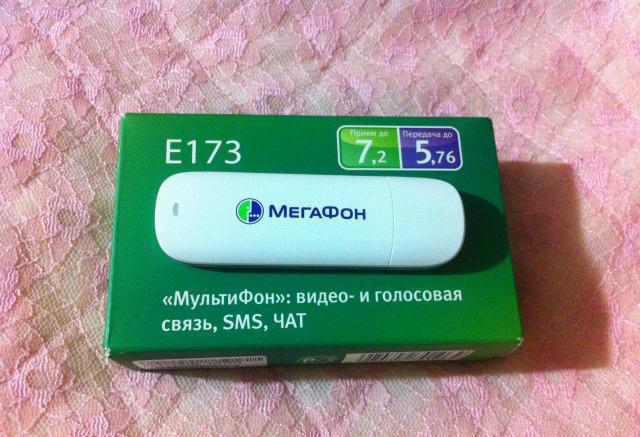 E173
Прием до
7,2
Передача до
5,76
МЕГАФОН
«МультиФон»: видео- и голосовая
связь, SMS, ЧАТ